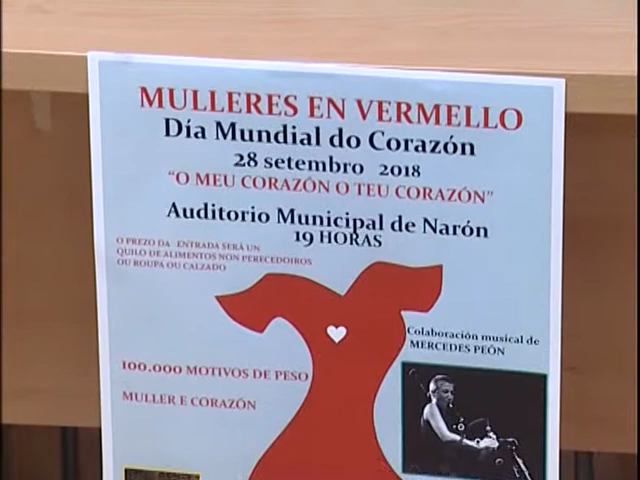 MULLERES EN VERMELLO
Día Mundial do Corazón
28 setembro 2018
“O MEU CORAZÓN O TEU CORAZÓN”
Auditorio Municipal de Narón
19 HORAS
O PREZO DA ENTRADA SERÁ UN
QUILO DE ALIMENTOS NON PERECEDOIROS
OU ROUPA OU CALZADO
Colaboración musical de
MERCEDES PEÓN
100.000 MOTIVOS DE PESO
MULLER E CORAZÓN